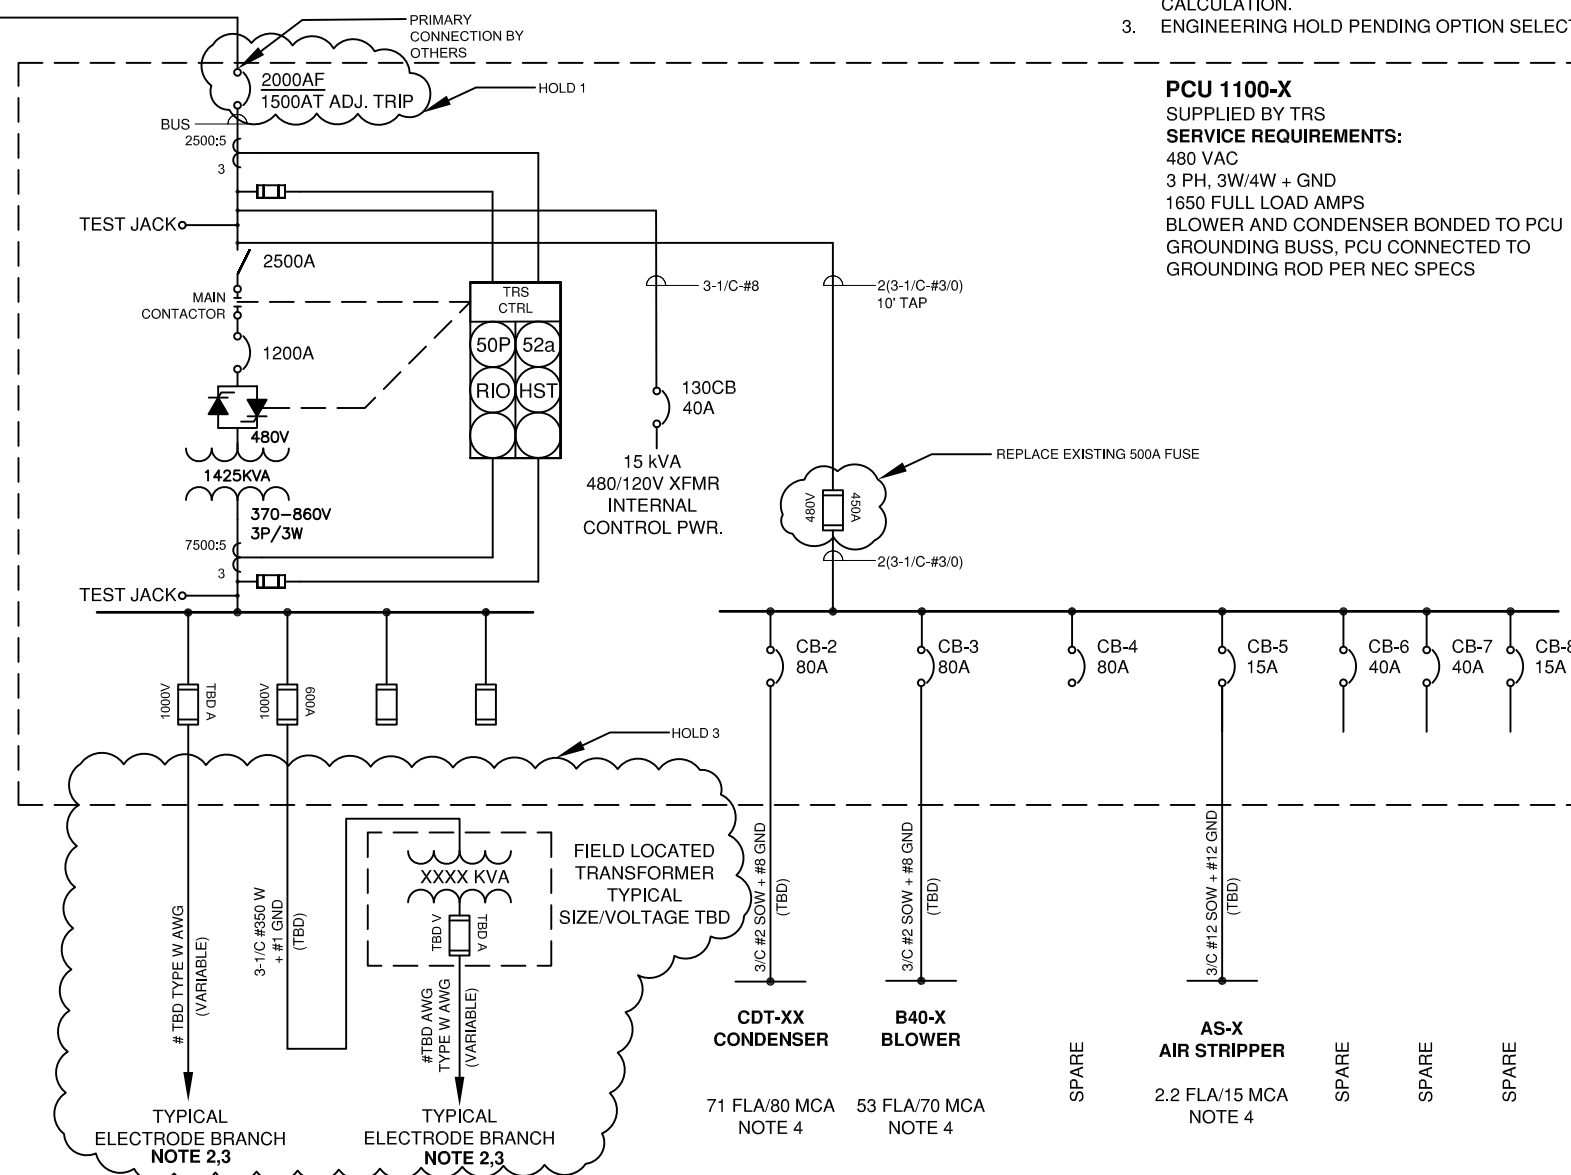 CALCULATION.
3. ENGINEERING HOLD PENDING OPTION SELECT
PRIMARY
CONNECTION BY
OTHERS
2000AF
1500AT ADJ. TRIP
HOLD 1
BUS
2500:5
3
TEST JACK
2500A
MAIN
CONTACTOR
1200A
480V
1425KVA
370-860V
3P/3W
7500:5
3
TEST JACK
TRS
CTRL
50P 52a
RIO HST
3-1/C-#8
130CB
40A
15 kVA
480/120V XFMR
INTERNAL
CONTROL PWR.
2(3-1/C-#3/0)
10' TAP
REPLACE EXISTING 500A FUSE
480V
450A
2(3-1/C-#3/0)
PCU 1100-X
SUPPLIED BY TRS
SERVICE REQUIREMENTS:
480 VAC
3 PH, 3W/4W + GND
1650 FULL LOAD AMPS
BLOWER AND CONDENSER BONDED TO PCU
GROUNDING BUSS, PCU CONNECTED TO
GROUNDING ROD PER NEC SPECS
1000V
TBD A
1000V
600A
HOLD 3
CB-2
80A
CB-3
80A
CB-4
80A
CB-5
15A
CB-6
40A
CB-7
40A
CB-8
15A
# TBD TYPE W AWG
(VARIABLE)
3-1/C #350 W
+ #1 GND
(TBD)
XXXX KVA
TBD V
TBD A
FIELD LOCATED
TRANSFORMER
TYPICAL
SIZE/VOLTAGE TBD
#TBD AWG
TYPE W AWG
(VARIABLE)
TYPICAL
ELECTRODE BRANCH
NOTE 2,3
TYPICAL
ELECTRODE BRANCH
NOTE 2,3
3/C #2 SOW + #8 GND
(TBD)
3/C #2 SOW + #8 GND
(TBD)
3/C #12 SOW + #12 GND
(TBD)
CDT-XX
CONDENSER
71 FLA/80 MCA
NOTE 4
B40-X
BLOWER
53 FLA/70 MCA
NOTE 4
SPARE
AS-X
AIR STRIPPER
2.2 FLA/15 MCA
NOTE 4
SPARE
SPARE
SPARE